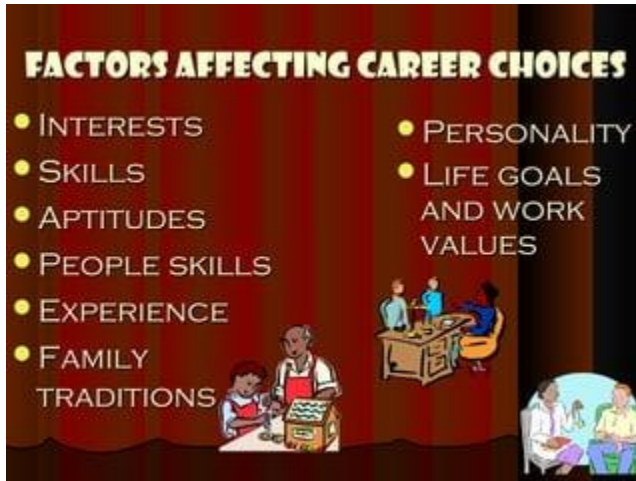 FACTORS AFFECTING CAREER CHOICES
• INTERESTS
• SKILLS
• APTITUDES
• PEOPLE SKILLS
• EXPERIENCE
• FAMILY
TRADITIONS
• PERSONALITY
• LIFE GOALS
AND WORK
VALUES